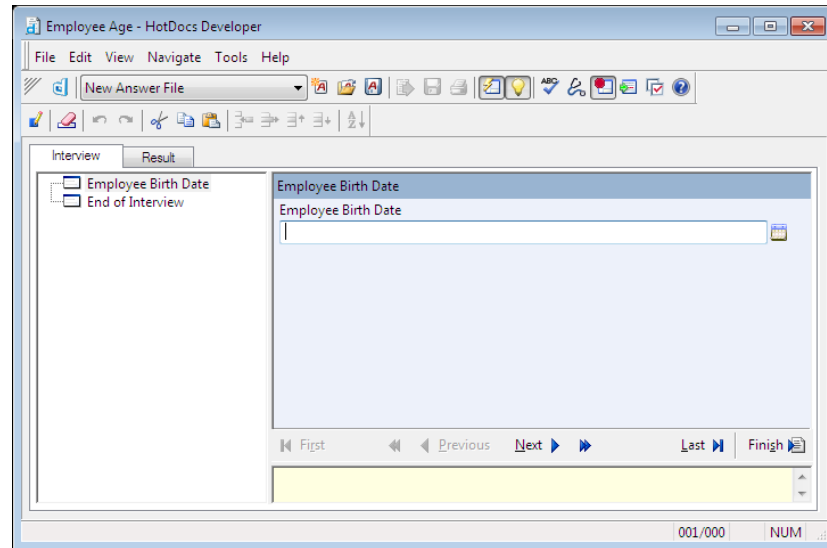 Employee Age - HotDocs Developer
File Edit View Navigate Tools Help
New Answer File
Interview Result
Employee Birth Date
End of Interview
Employee Birth Date
Employee Birth Date
First Previous Next Last Finish
001/000 NUM